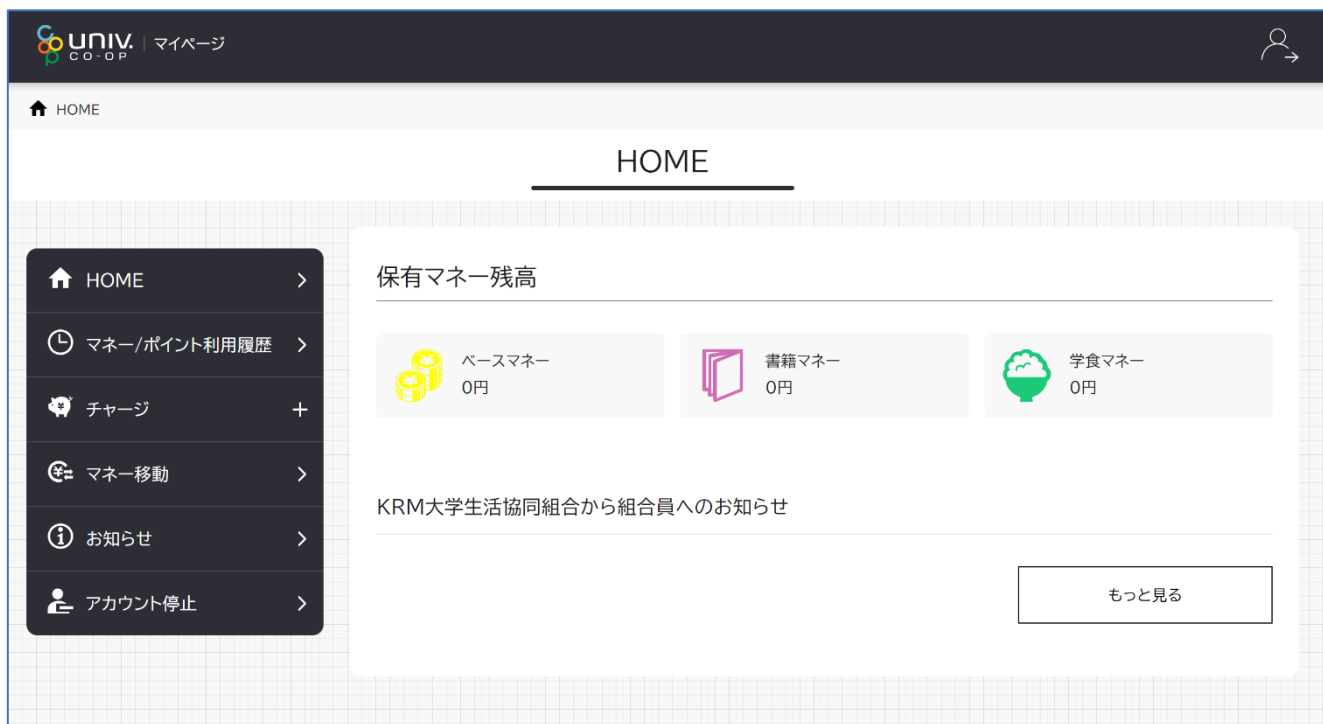 coop UNIV. CO-OP マイページ
HOME
HOME
HOME
マネー/ポイント利用履歴
チャージ
マネー移動
お知らせ
アカウント停止
保有マネー残高
ベースマネー
0円
書籍マネー
0円
学食マネー
0円
KRM大学生活協同組合から組合員へのお知らせ
もっと見る